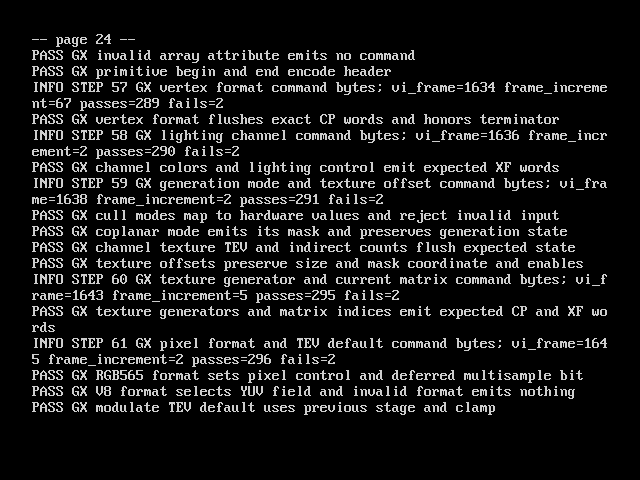 -- page 24 --
PASS GX invalid array attribute emits no command
PASS GX primitive begin and end encode header
INFO STEP 57 GX vertex format command bytes; vi_frame=1634 frame_increme
nt=67 passes=289 fails=2
PASS GX vertex format flushes exact CP words and honors terminator
INFO STEP 58 GX lighting channel command bytes; vi_frame=1636 frame_incr
ement=2 passes=290 fails=2
PASS GX channel colors and lighting control emit expected XF words
INFO STEP 59 GX generation mode and texture offset command bytes; vi_fra
me=1638 frame_increment=2 passes=291 fails=2
PASS GX cull modes map to hardware values and reject invalid input
PASS GX coplanar mode emits its mask and preserves generation state
PASS GX channel texture TEV and indirect counts flush expected state
PASS GX texture offsets preserve size and mask coordinate and enables
INFO STEP 60 GX texture generator and current matrix command bytes; vi_f
rame=1643 frame_increment=5 passes=295 fails=2
PASS GX texture generators and matrix indices emit expected CP and XF wo
rds
INFO STEP 61 GX pixel format and TEV default command bytes; vi_frame=164
5 frame_increment=2 passes=296 fails=2
PASS GX RGB565 format sets pixel control and deferred multisample bit
PASS GX V8 format selects YUV field and invalid format emits nothing
PASS GX modulate TEV default uses previous stage and clamp